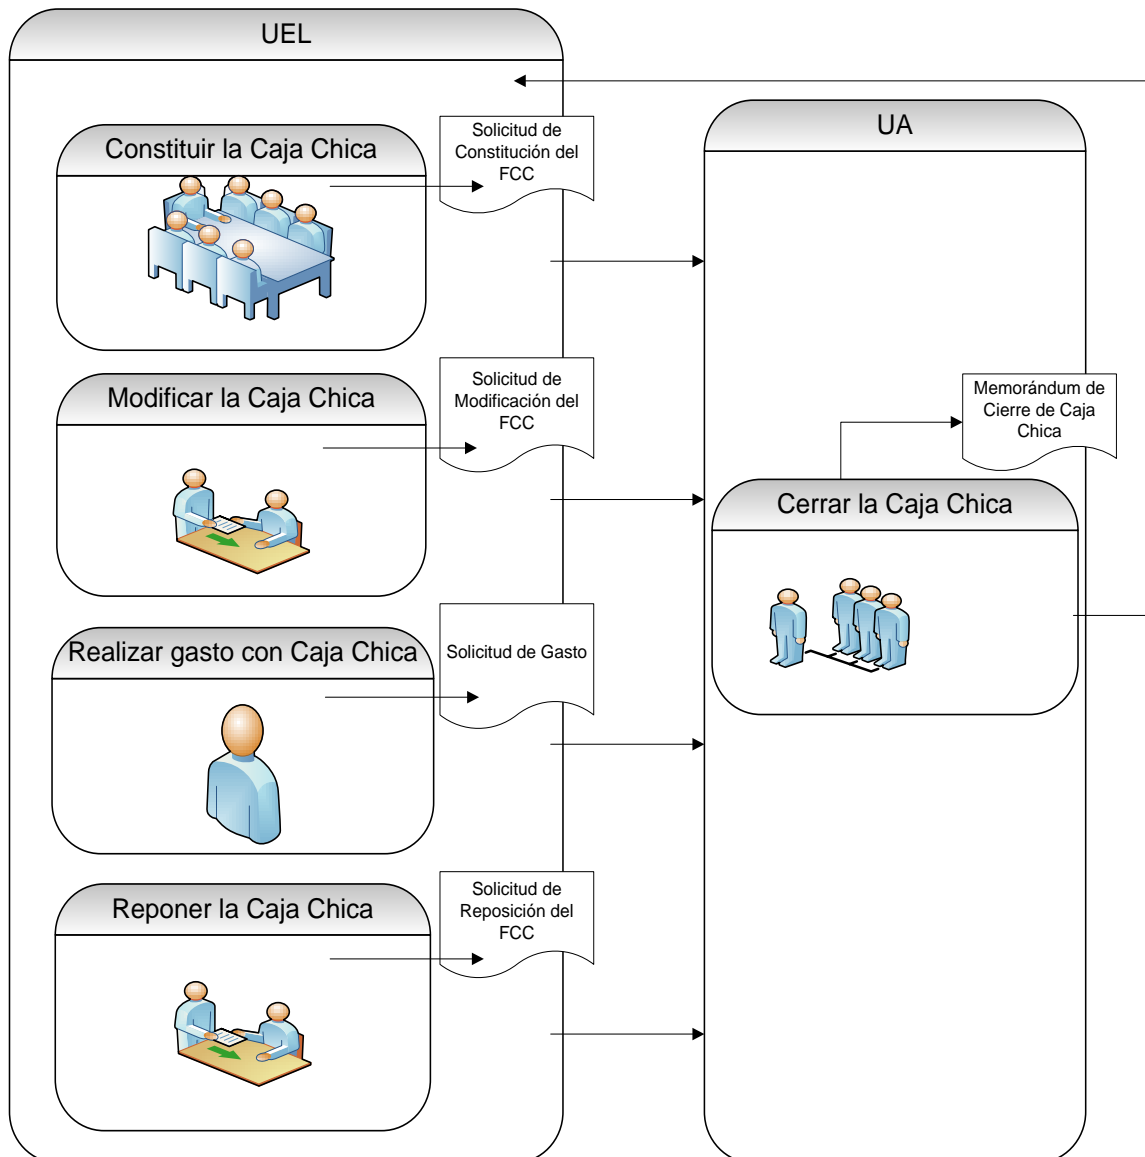 UEL
Constituir la Caja Chica
Solicitud de
Constitución del
FCC
Modificar la Caja Chica
Solicitud de
Modificación del
FCC
Realizar gasto con Caja Chica
Solicitud de Gasto
Reponer la Caja Chica
Solicitud de
Reposición del
FCC
UA
Memorándum de
Cierre de Caja
Chica
Cerrar la Caja Chica